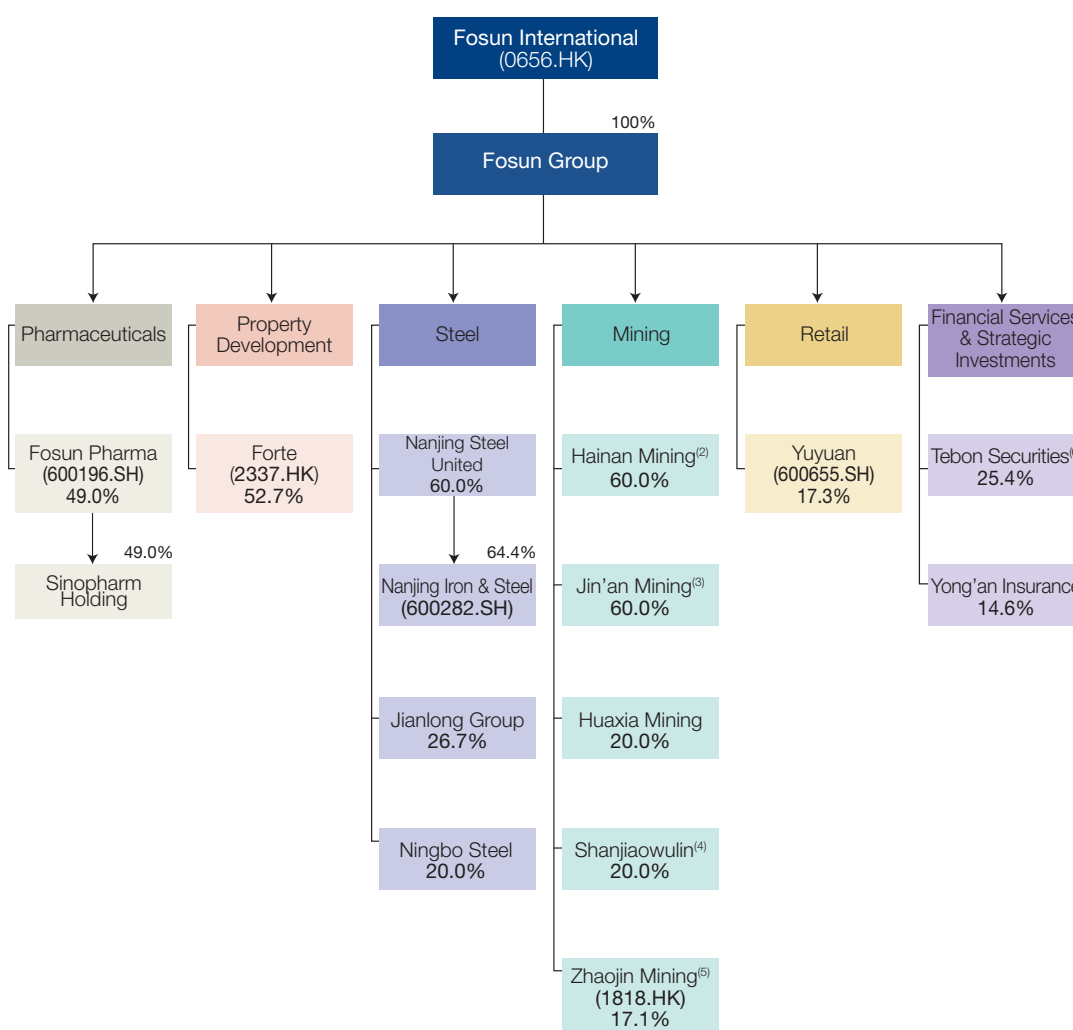 Fosun International
(0656.HK)
100%
Fosun Group
Pharmaceuticals
Property
Development
Steel
Mining
Retail
Financial Services
& Strategic
Investments
Fosun Pharma
(600196.SH)
49.0%
Forte
(2337.HK)
52.7%
Nanjing Steel
United
60.0%
Hainan Mining(2)
60.0%
Yuyuan
(600655.SH)
17.3%
Tebon Securities(
25.4%
49.0%
Sinopharm
Holding
64.4%
Nanjing Iron & Steel
(600282.SH)
Jin'an Mining(3)
60.0%
Yong'an Insurance
14.6%
Jianlong Group
26.7%
Huaxia Mining
20.0%
Ningbo Steel
20.0%
Shanjiaowulin(4)
20.0%
Zhaojin Mining(5)
(1818.HK)
17.1%